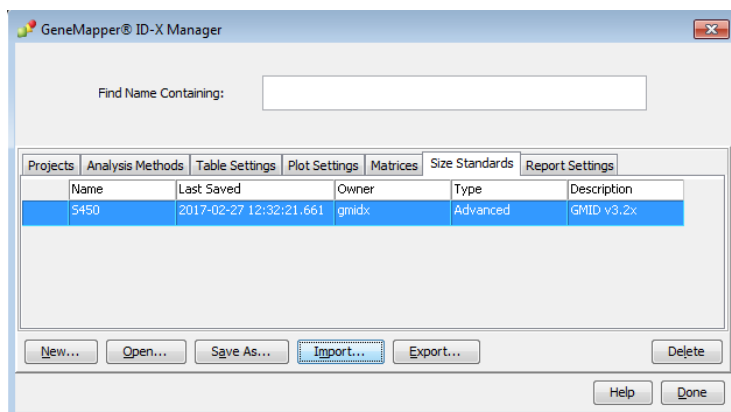 GeneMapper® ID-X Manager
Find Name Containing:
Projects Analysis Methods Table Settings Plot Settings Matrices Size Standards Report Settings
Name Last Saved Owner Type Description
S450 2017-02-27 12:32:21.661 gmidx Advanced GMID v3.2x
New... Open... Save As... Import... Export... Delete
Help Done